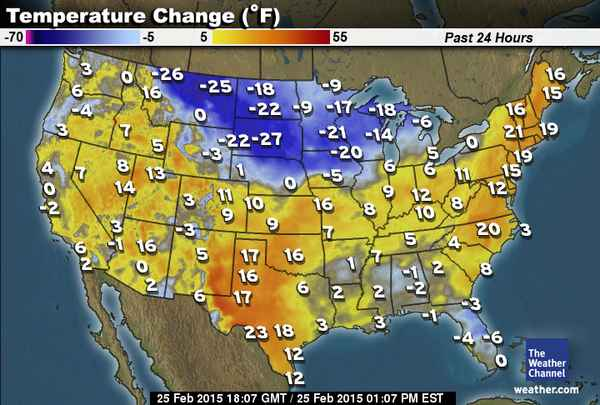 Temperature Change (˚F)
-70 -5 5 55 Past 24 Hours
3 0 -26 -25 -18 -9 16
6 16 -22 -9 -17 -18 15
-4 0 -6 16
3 7 5 -22 -27 -21 -14 21 19
-3 -20 5 0 19
4 7 8 13 1 0 -5 6 6 11 15
0 14 3 11 9 12 12
-2 9 10 16 8 10 8
3 -3 9 7 20 3
6 -1 16 5 17 16 7 5 4
2 0 16 1 -1 2 8
2 6 17 6 2 2 -2
-3
23 18 3 3 -1 -4 -6
12 0
12
The
Weather
Channel
weather.com
25 Feb 2015 18:07 GMT / 25 Feb 2015 01:07 PM EST